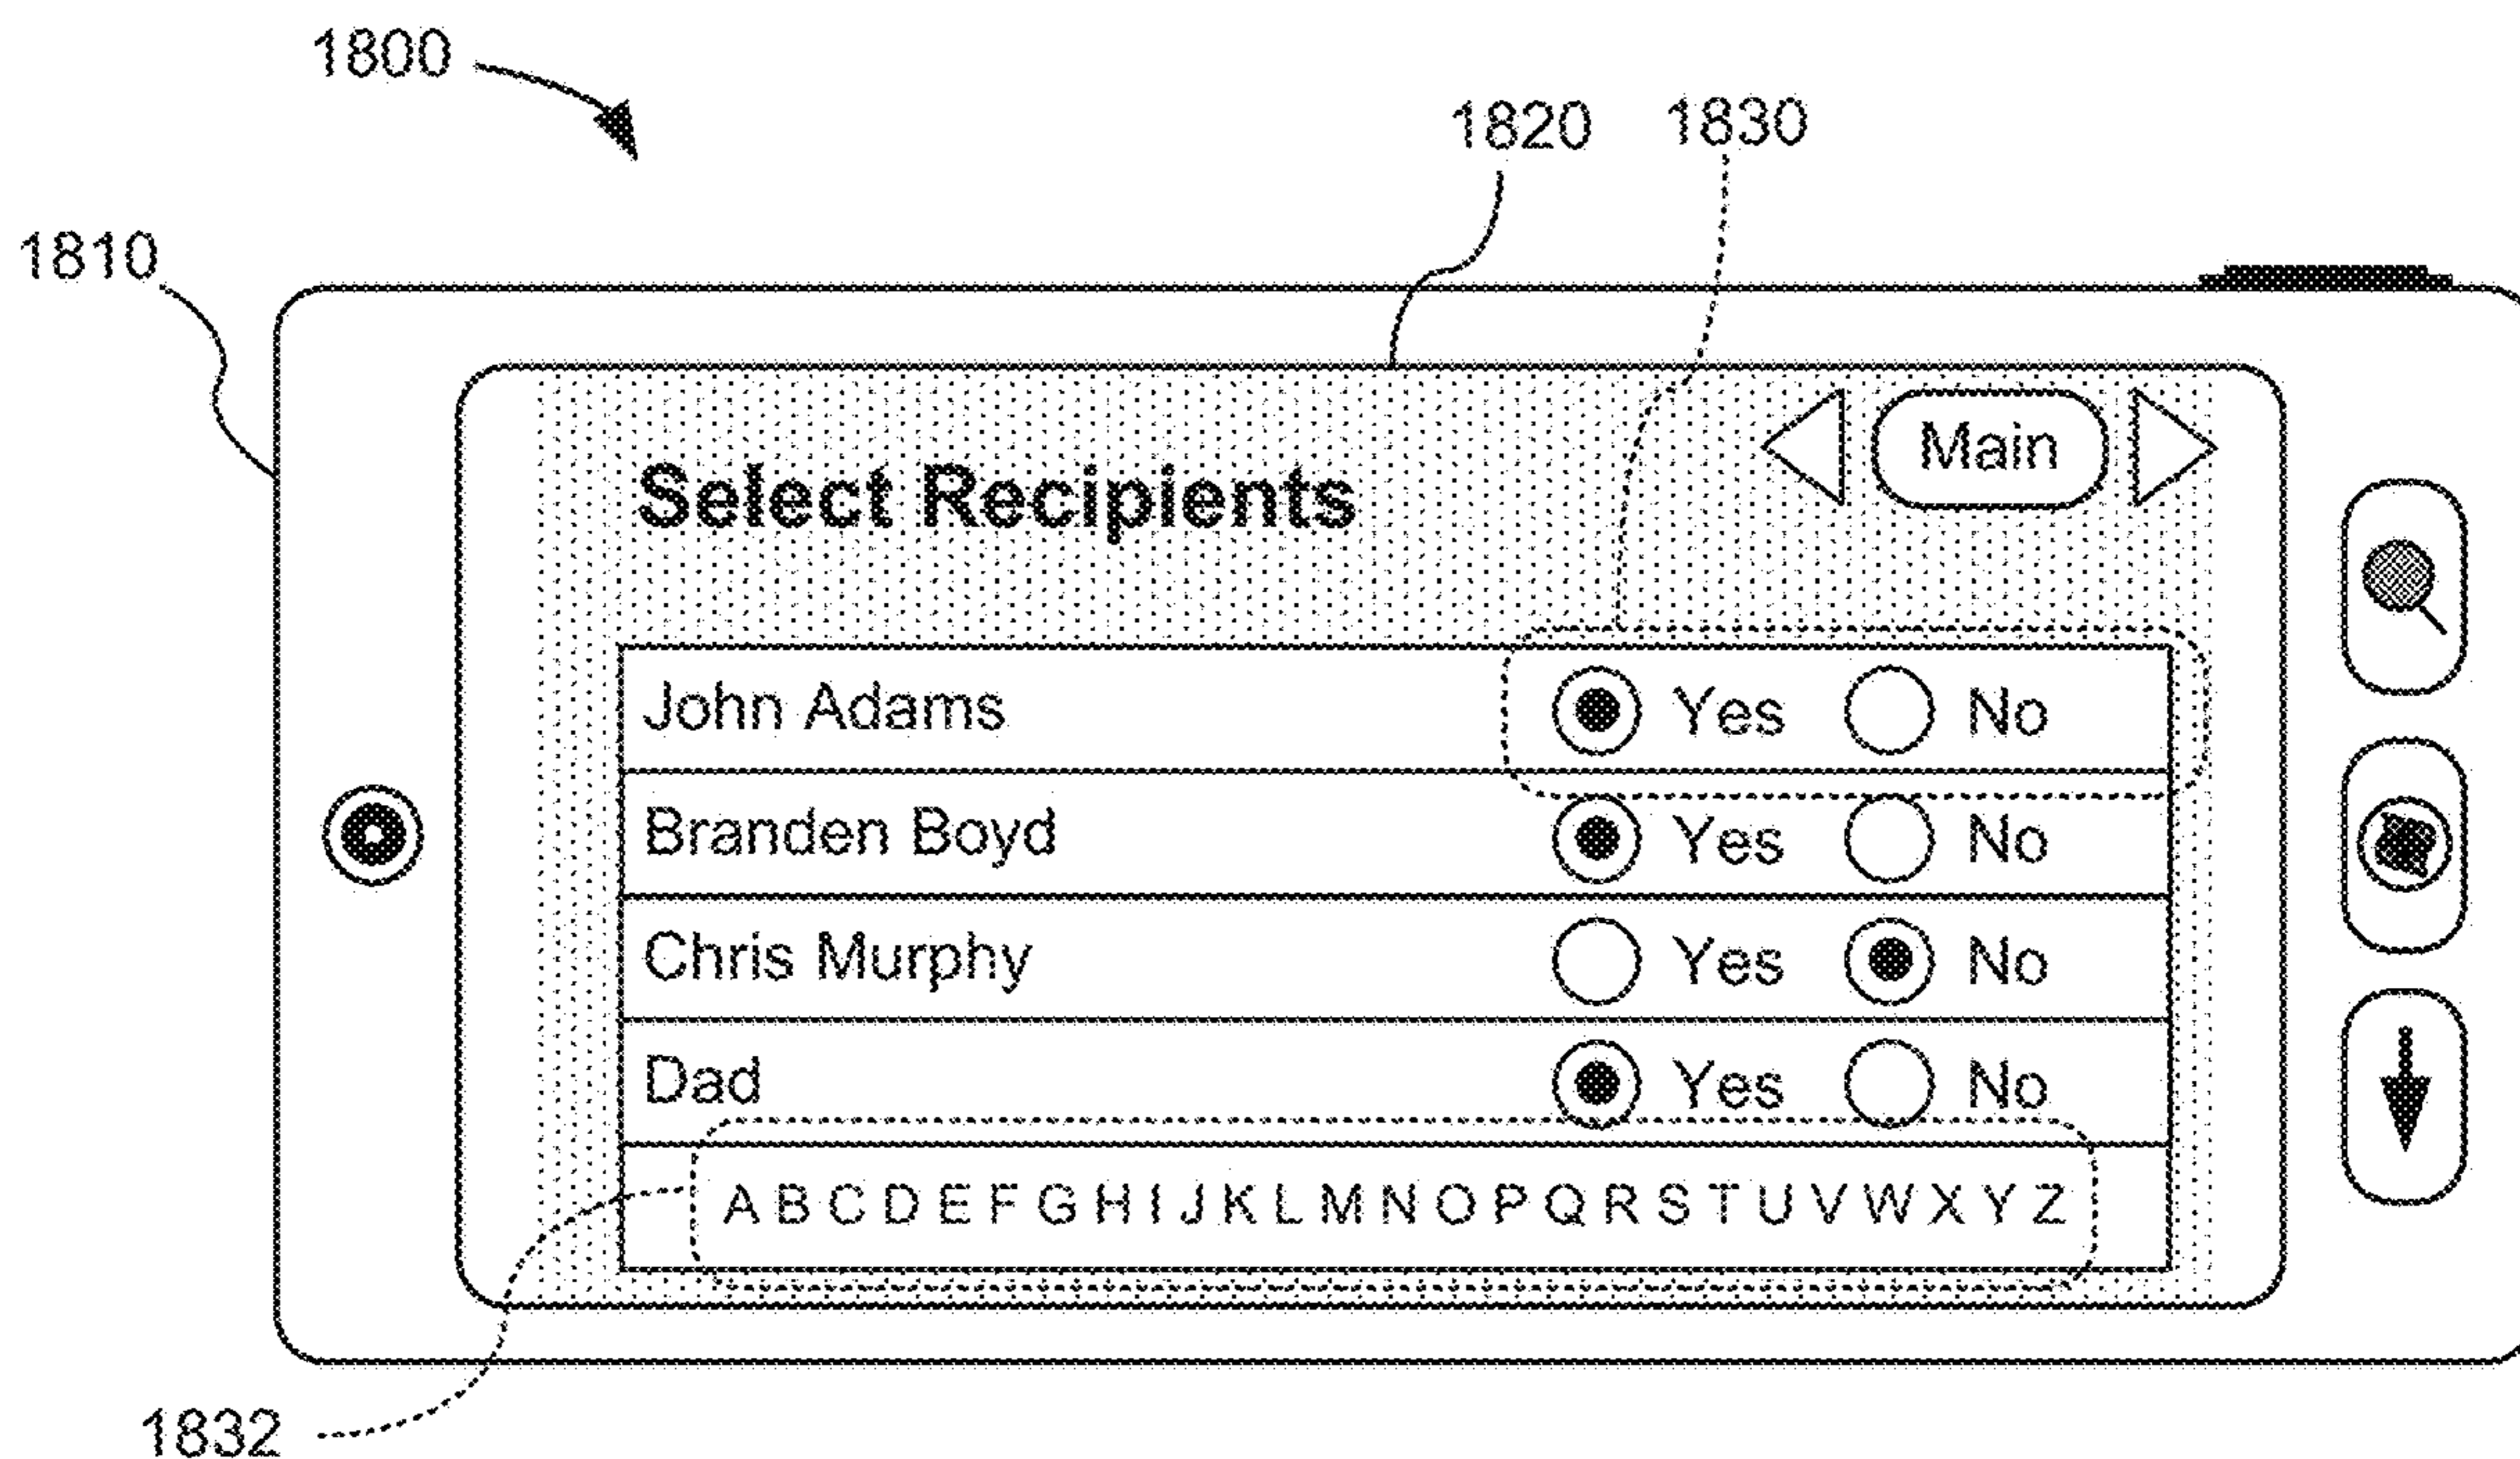 1800
1820 1830
1810
Main
Select Recipients
John Adams Yes No
Branden Boyd Yes No
Chris Murphy Yes No
Dad Yes No
A B C D E F G H I J K L M N O P Q R S T U V W X Y Z
1832